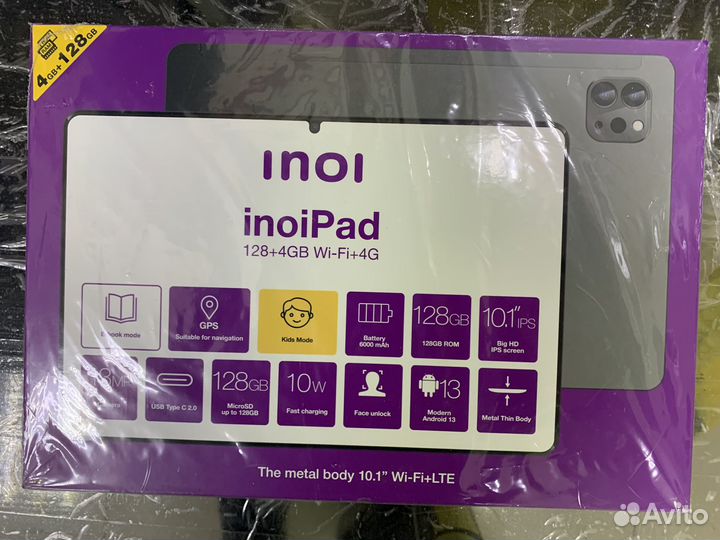 4GB+128GB
inoi
inoiPad
128+4GB Wi-Fi+4G
E-book mode
GPS
Suitable for navigation
Kids Mode
Battery
6000 mAh
128GB
128GB ROM
10.1" IPS
Big HD
IPS screen
8MP
USB Type C 2.0
128GB
MicroSD
up to 128GB
10W
Fast charging
Face unlock
13
Modern
Android 13
Metal Thin Body
The metal body 10.1” Wi-Fi+LTE
Avito